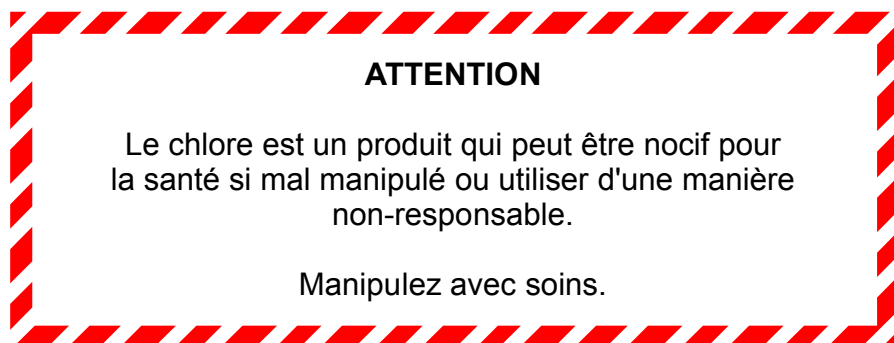 ATTENTION
Le chlore est un produit qui peut être nocif pour
la santé si mal manipulé ou utiliser d'une manière
non-responsable.
Manipulez avec soins.